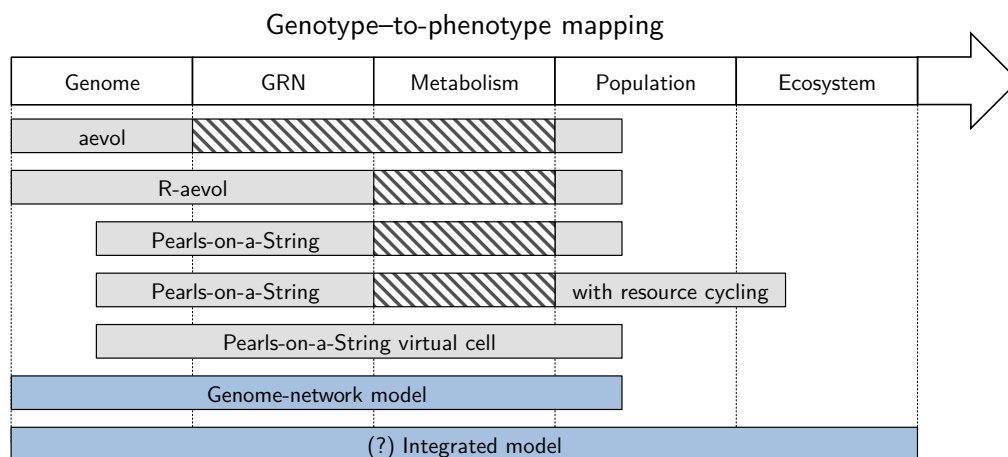 Genotype–to-phenotype mapping
Genome GRN Metabolism Population Ecosystem
aevol
R-aevol
Pearls-on-a-String
Pearls-on-a-String with resource cycling
Pearls-on-a-String virtual cell
Genome-network model
(?) Integrated model